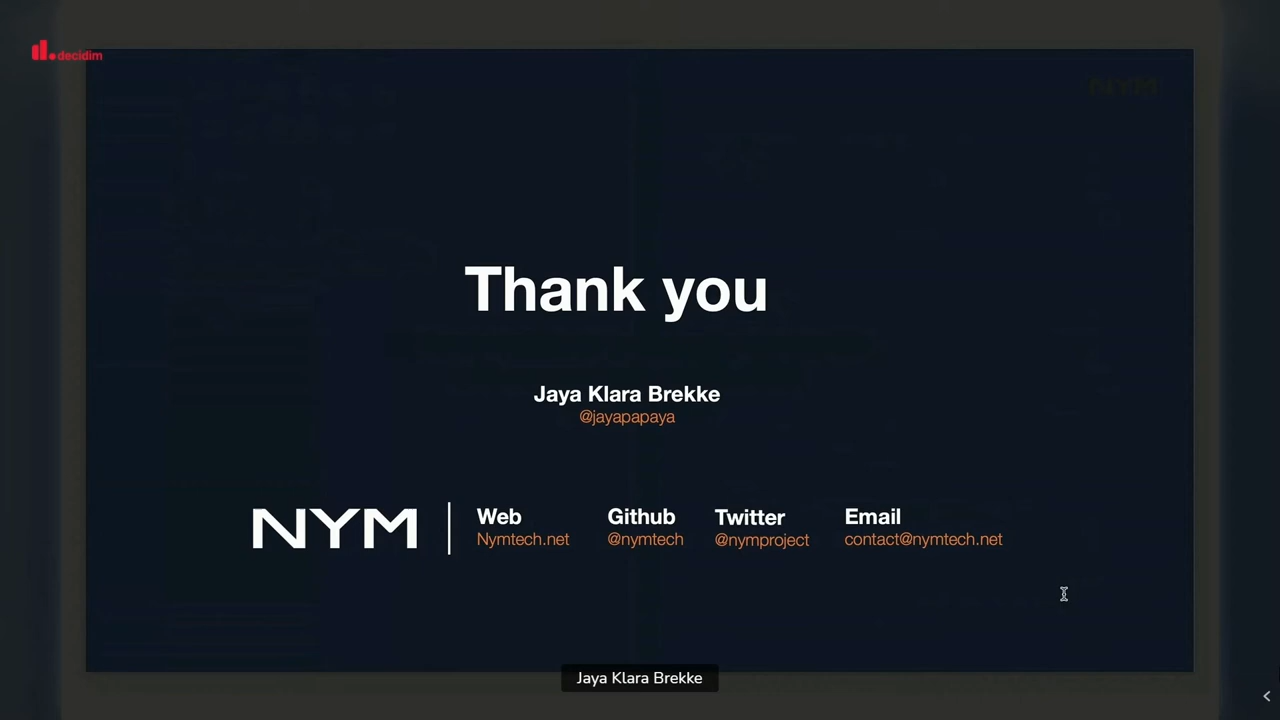 decidim
NYM
Thank you
Jaya Klara Brekke
@jayapapaya
NYM
Web
Nymtech.net
Github
@nymtech
Twitter
@nymproject
Email
contact@nymtech.net
Jaya Klara Brekke